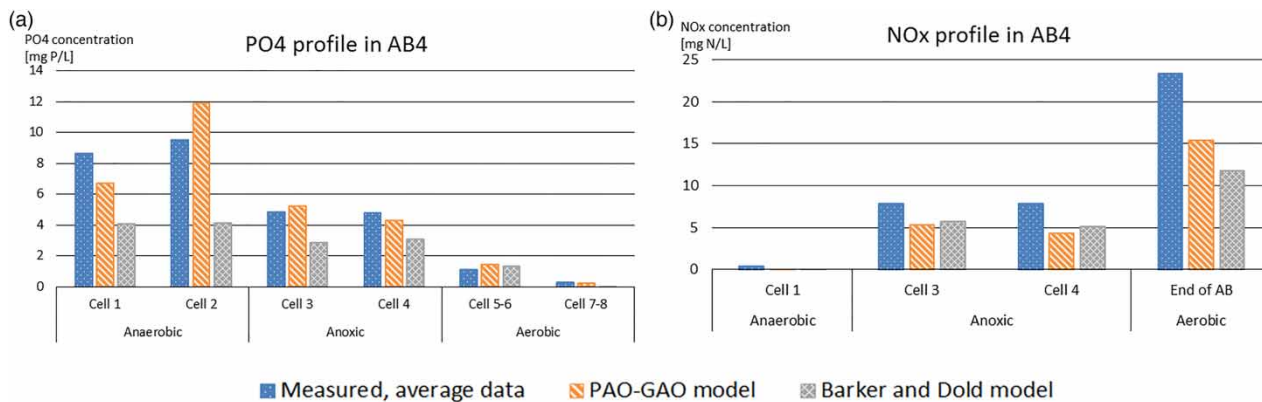 (a)
PO4 concentration
[mg P/L]
PO4 profile in AB4
14
12
10
8
6
4
2
0
Cell 1 Cell 2 Cell 3 Cell 4 Cell 5-6 Cell 7-8
Anaerobic Anoxic Aerobic
(b)
NOx concentration
[mg N/L]
NOx profile in AB4
25
20
15
10
5
0
Cell 1 Cell 3 Cell 4 End of AB
Anaerobic Anoxic Aerobic
Measured, average data PAO-GAO model Barker and Dold model